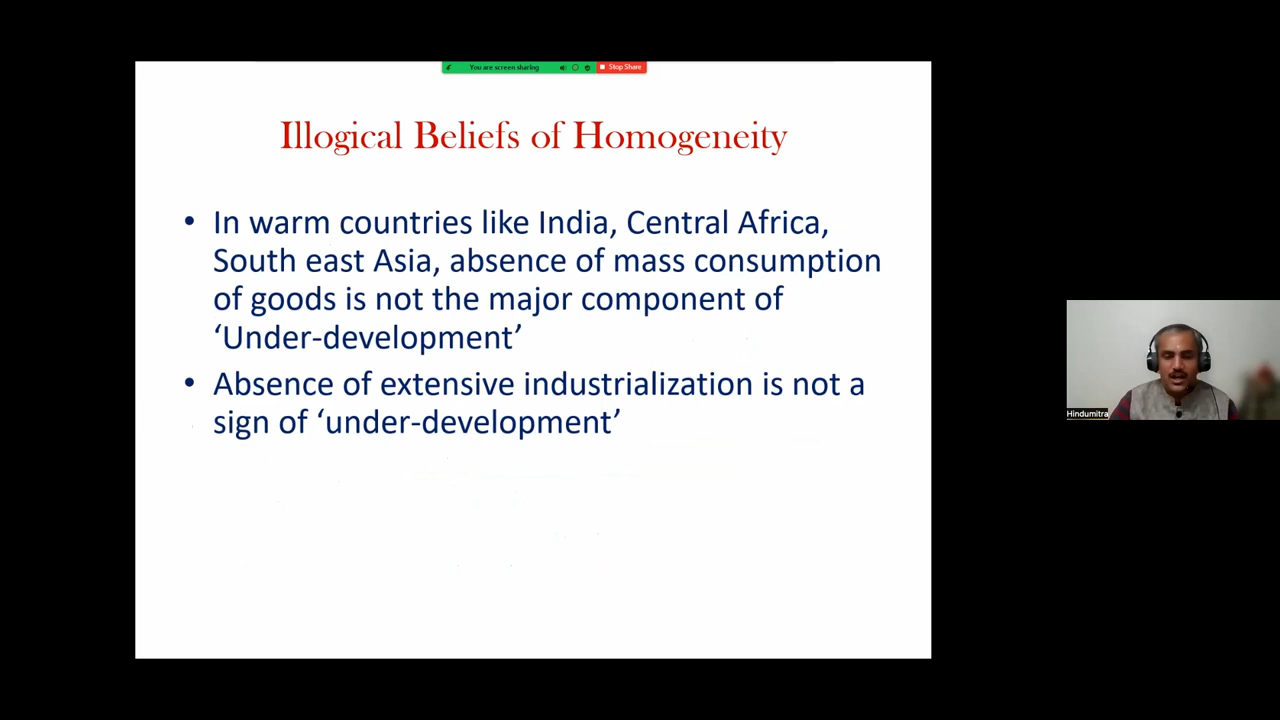 You are screen sharing
Stop Share
Illogical Beliefs of Homogeneity
• In warm countries like India, Central Africa,
South east Asia, absence of mass consumption
of goods is not the major component of
‘Under-development’
• Absence of extensive industrialization is not a
sign of ‘under-development’
Hindumitra